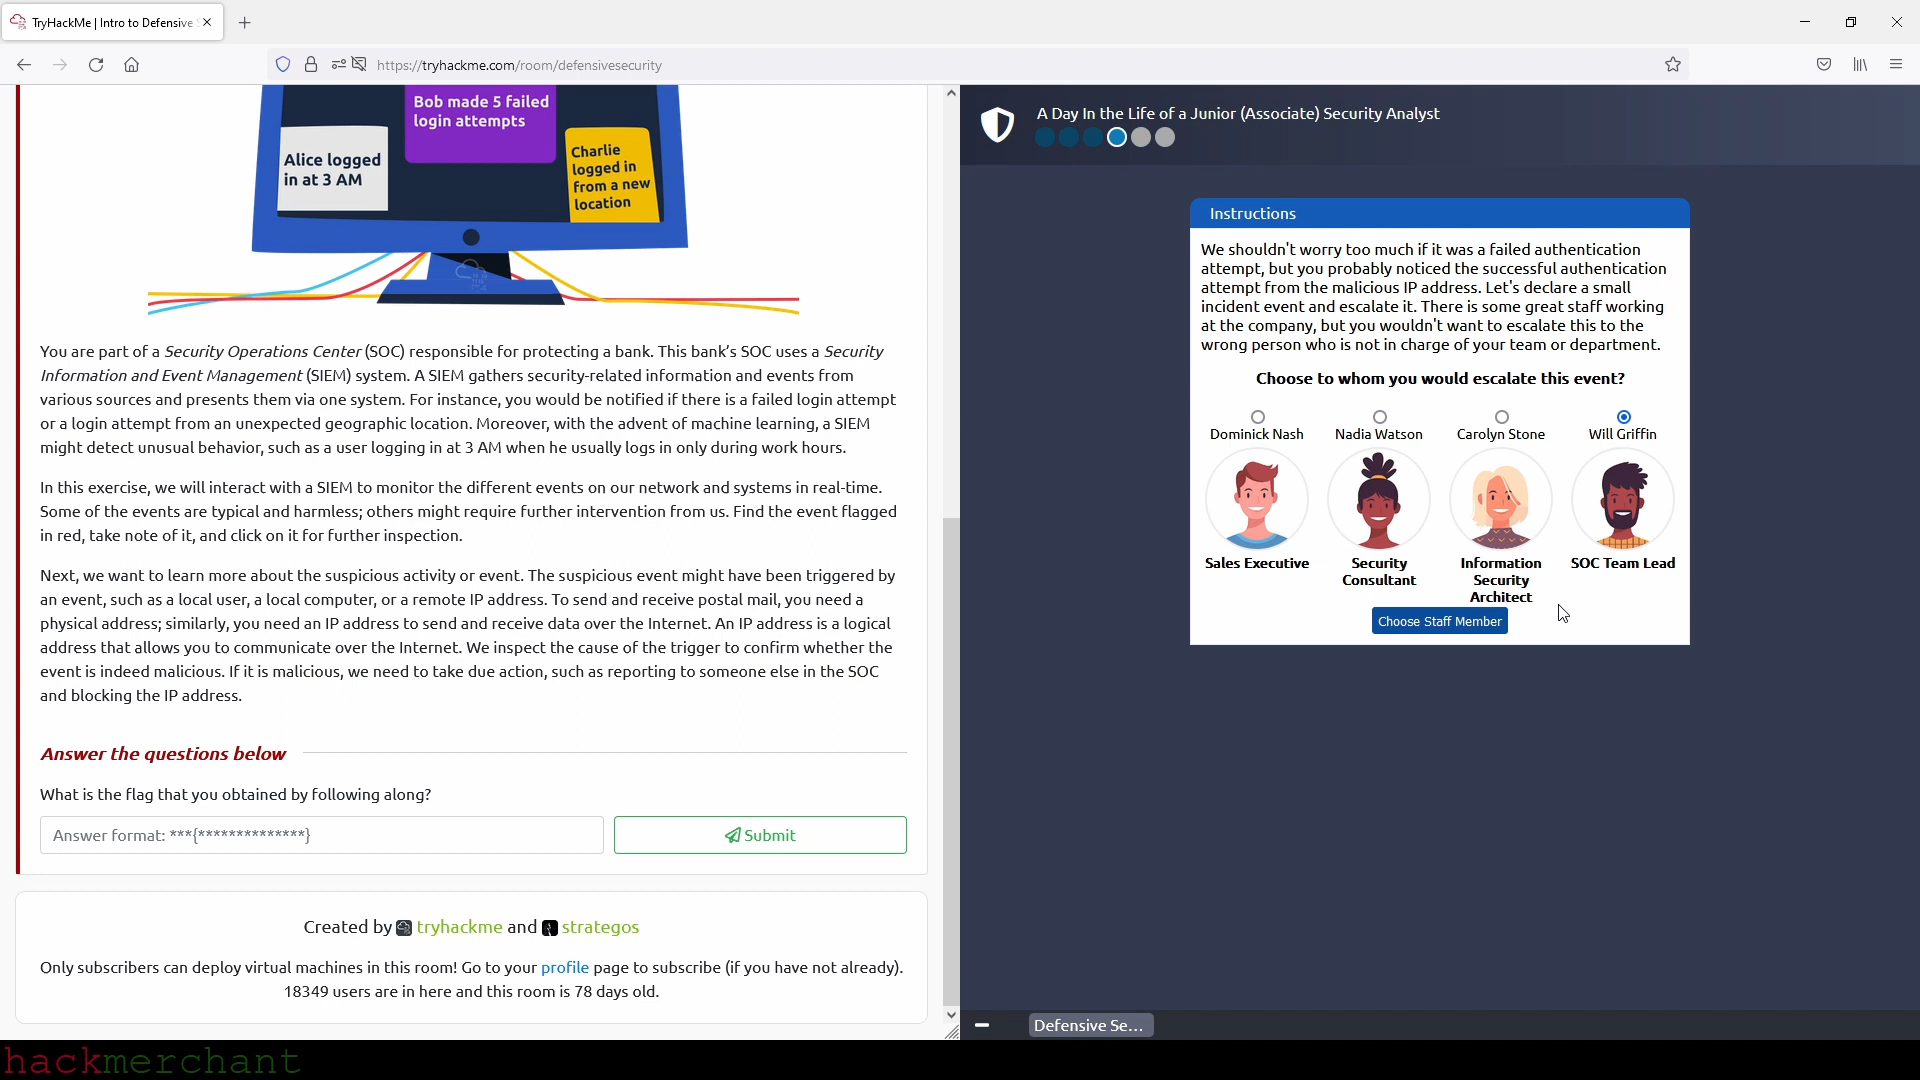 TryHackMe | Intro to Defensive S
https://tryhackme.com/room/defensivesecurity
Bob made 5 failed
login attempts
Alice logged
in at 3 AM
Charlie
logged in
from a new
location
You are part of a Security Operations Center (SOC) responsible for protecting a bank. This bank’s SOC uses a Security
Information and Event Management (SIEM) system. A SIEM gathers security-related information and events from
various sources and presents them via one system. For instance, you would be notified if there is a failed login attempt
or a login attempt from an unexpected geographic location. Moreover, with the advent of machine learning, a SIEM
might detect unusual behavior, such as a user logging in at 3 AM when he usually logs in only during work hours.
In this exercise, we will interact with a SIEM to monitor the different events on our network and systems in real-time.
Some of the events are typical and harmless; others might require further intervention from us. Find the event flagged
in red, take note of it, and click on it for further inspection.
Next, we want to learn more about the suspicious activity or event. The suspicious event might have been triggered by
an event, such as a local user, a local computer, or a remote IP address. To send and receive postal mail, you need a
physical address; similarly, you need an IP address to send and receive data over the Internet. An IP address is a logical
address that allows you to communicate over the Internet. We inspect the cause of the trigger to confirm whether the
event is indeed malicious. If it is malicious, we need to take due action, such as reporting to someone else in the SOC
and blocking the IP address.
Answer the questions below
What is the flag that you obtained by following along?
Answer format: ***{**************}
Submit
Created by tryhackme and strategos
Only subscribers can deploy virtual machines in this room! Go to your profile page to subscribe (if you have not already).
18349 users are in here and this room is 78 days old.
A Day In the Life of a Junior (Associate) Security Analyst
Instructions
We shouldn't worry too much if it was a failed authentication
attempt, but you probably noticed the successful authentication
attempt from the malicious IP address. Let's declare a small
incident event and escalate it. There is some great staff working
at the company, but you wouldn't want to escalate this to the
wrong person who is not in charge of your team or department.
Choose to whom you would escalate this event?
Dominick Nash Nadia Watson Carolyn Stone Will Griffin
Sales Executive Security Information SOC Team Lead
Consultant Security
Architect
Choose Staff Member
Defensive Se...
hackmerchant